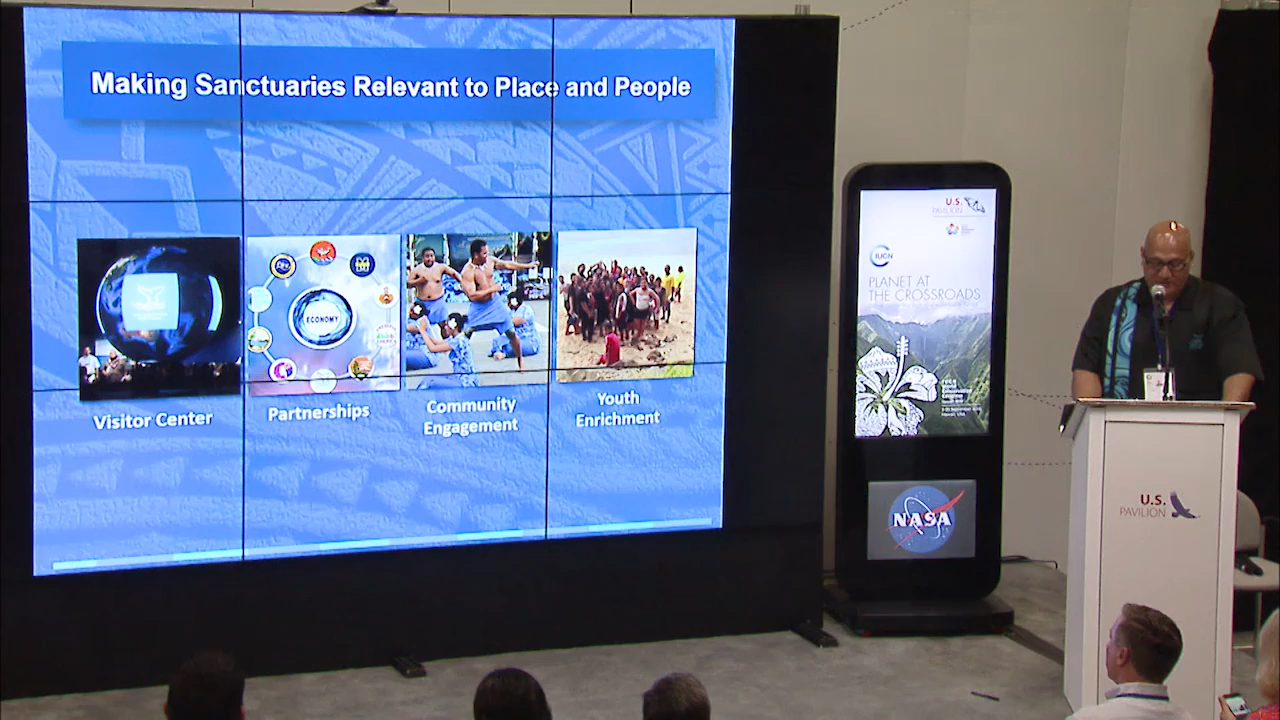 Making Sanctuaries Relevant to Place and People
ECONOMY
Visitor Center
Partnerships
Community
Engagement
Youth
Enrichment
U.S.
PAVILION
IUCN
PLANET AT
THE CROSSROADS
NASA
U.S.
PAVILION